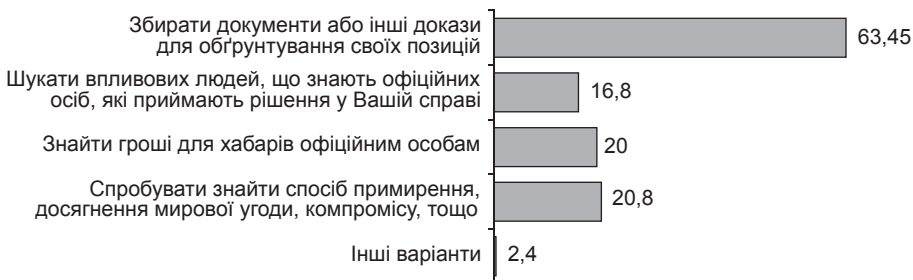 Збирати документи або інші докази
для обґрунтування своїх позицій
63,45
Шукати впливових людей, що знають офіційних
осіб, які приймають рішення у Вашій справі
16,8
Знайти гроші для хабарів офіційним особам
20
Спробувати знайти спосіб примирення,
досягнення мирової угоди, компромісу, тощо
20,8
Інші варіанти
2,4